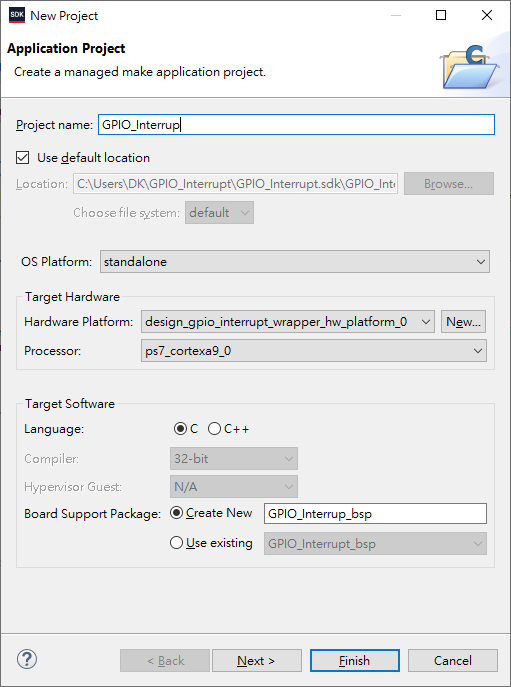 SDK New Project
Application Project
Create a managed make application project.
Project name: GPIO_Interrup
Use default location
Location: C:\Users\DK\GPIO_Interrupt\GPIO_Interrupt.sdk\GPIO_Inte Browse...
Choose file system: default
OS Platform: standalone
Target Hardware
Hardware Platform: design_gpio_interrupt_wrapper_hw_platform_0 New...
Processor: ps7_cortexa9_0
Target Software
Language: C C++
Compiler: 32-bit
Hypervisor Guest: N/A
Board Support Package: Create New GPIO_Interrup_bsp
Use existing GPIO_Interrupt_bsp
? < Back Next > Finish Cancel